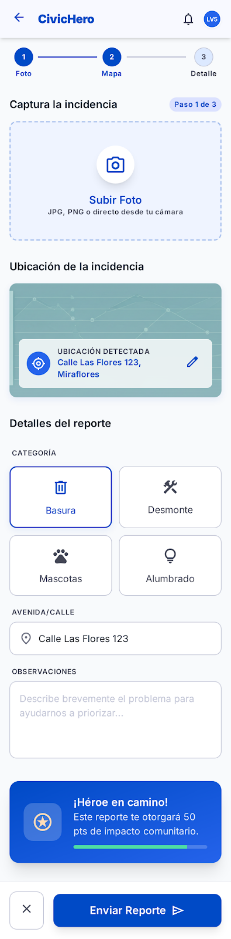 CivicHero
LV5
1
2
3
Foto
Mapa
Detalle
Captura la incidencia
Paso 1 de 3
Subir Foto
JPG, PNG o directo desde tu cámara
Ubicación de la incidencia
UBICACIÓN DETECTADA
Calle Las Flores 123,
Miraflores
Detalles del reporte
CATEGORÍA
Basura
Desmonte
Mascotas
Alumbrado
AVENIDA/CALLE
Calle Las Flores 123
OBSERVACIONES
Describe brevemente el problema para
ayudarnos a priorizar...
¡Héroe en camino!
Este reporte te otorgará 50
pts de impacto comunitario.
Enviar Reporte